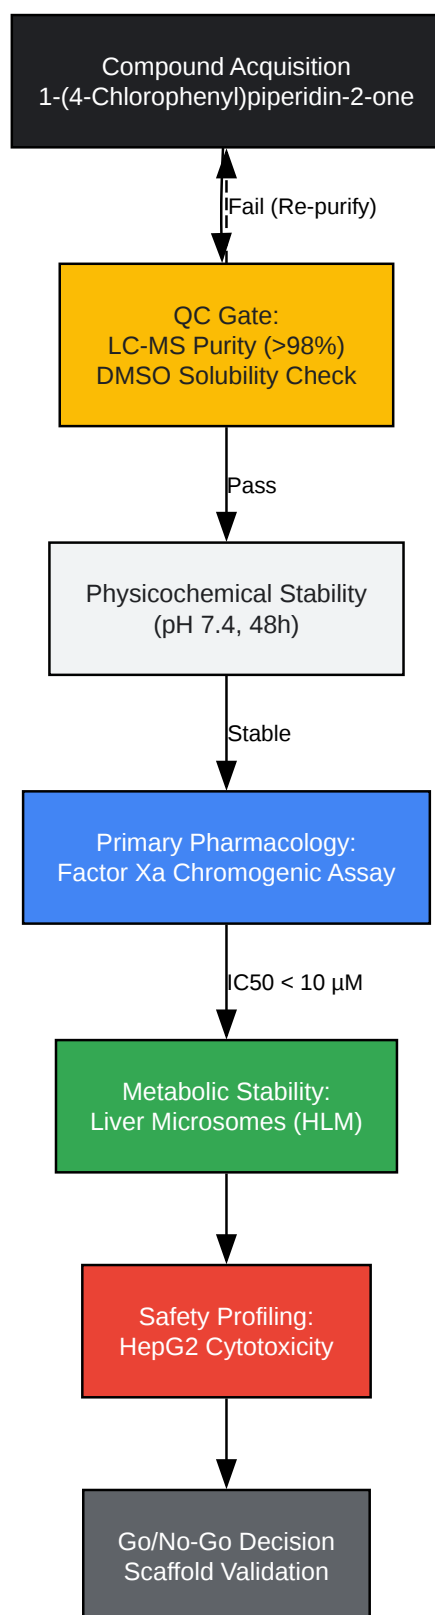 Compound Acquisition
1-(4-Chlorophenyl)piperidin-2-one
Fail (Re-purify)
QC Gate:
LC-MS Purity (>98%)
DMSO Solubility Check
Pass
Physicochemical Stability
(pH 7.4, 48h)
Stable
Primary Pharmacology:
Factor Xa Chromogenic Assay
IC50 < 10 µM
Metabolic Stability:
Liver Microsomes (HLM)
Safety Profiling:
HepG2 Cytotoxicity
Go/No-Go Decision
Scaffold Validation